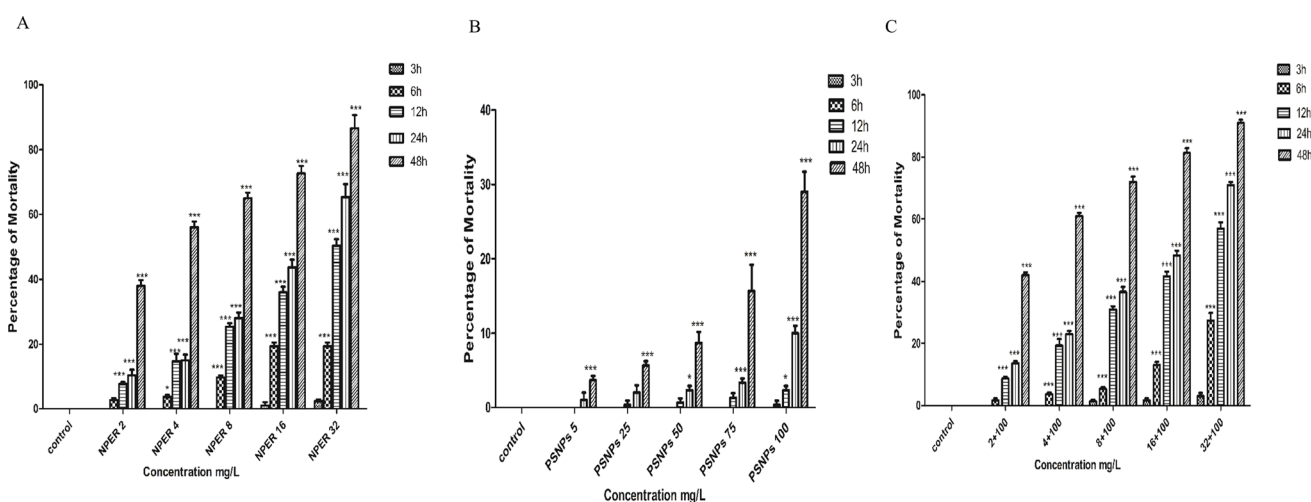 A
Percentage of Mortality
100
80
60
40
20
0
*** *** ***
* *** *** ***
*** *** *** ***
*** *** *** ***
*** *** *** ***
control
NPER 2
NPER 4
NPER 8
NPER 16
NPER 32
Concentration mg/L
3h
6h
12h
24h
48h
B
Percentage of Mortality
40
30
20
10
0
***
***
* ***
*** ***
* *** ***
control
PSNPs 5
PSNPs 25
PSNPs 50
PSNPs 75
PSNPs 100
Concentration mg/L
3h
6h
12h
24h
48h
C
Percentage of Mortality
100
80
60
40
20
0
*** *** ***
*** *** *** ***
*** *** *** ***
*** *** *** ***
*** *** *** ***
control
2+100
4+100
8+100
16+100
32+100
Concentration mg/L
3h
6h
12h
24h
48h